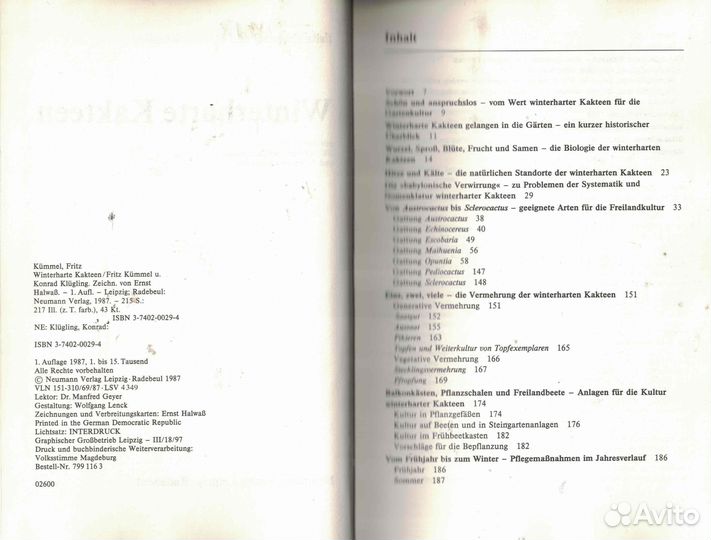 Winterharte Kakteen
Kümmel, Fritz
Winterharte Kakteen/Fritz Kümmel u.
Konrad Klügling. Zeichn. von Ernst
Halwaß. – 1. Aufl. – Leipzig; Radebeul:
Neumann Verlag, 1987. – 215 S.:
217 Ill. (z. T. farb.), 43 Kt.
ISBN 3-7402-0029-4
NE: Klügling, Konrad:
ISBN 3-7402-0029-4
1. Auflage 1987, 1. bis 15. Tausend
Alle Rechte vorbehalten
© Neumann Verlag Leipzig · Radebeul 1987
VLN 151-310/69/87 · LSV 4349
Lektor: Dr. Manfred Geyer
Gestaltung: Wolfgang Lenck
Zeichnungen und Verbreitungskarten: Ernst Halwaß
Printed in the German Democratic Republic
Lichtsatz: INTERDRUCK
Graphischer Großbetrieb Leipzig – III/18/97
Druck und buchbinderische Weiterverarbeitung:
Volksstimme Magdeburg
Bestell-Nr. 799 116 3
02600
Inhalt
Vorwort 7
Schön und anspruchslos – vom Wert winterharter Kakteen für die
Gartenkultur 9
Winterharte Kakteen gelangen in die Gärten – ein kurzer historischer
Überblick 11
Wurzel, Sproß, Blüte, Frucht und Samen – die Biologie der winterharten
Kakteen 14
Hitze und Kälte – die natürlichen Standorte der winterharten Kakteen 23
Die »babylonische Verwirrung« – zu Problemen der Systematik und
Nomenklatur winterharter Kakteen 29
Von Austrocactus bis Sclerocactus – geeignete Arten für die Freilandkultur 33
Gattung Austrocactus 38
Gattung Echinocereus 40
Gattung Escobaria 49
Gattung Maihuenia 56
Gattung Opuntia 58
Gattung Pediocactus 147
Gattung Sclerocactus 148
Eins, zwei, viele – die Vermehrung der winterharten Kakteen 151
Generative Vermehrung 151
Saatgut 152
Aussaat 155
Pikieren 163
Topfen und Weiterkultur von Topfexemplaren 165
Vegetative Vermehrung 166
Stecklingsvermehrung 167
Pfropfung 169
Balkonkästen, Pflanzschalen und Freilandbeete – Anlagen für die Kultur
winterharter Kakteen 174
Kultur in Pflanzgefäßen 174
Kultur auf Beeten und in Steingartenanlagen 176
Kultur im Frühbeetkasten 182
Vorschläge für die Bepflanzung 182
Vom Frühjahr bis zum Winter – Pflegemaßnahmen im Jahresverlauf 186
Frühjahr 186
Sommer 187
Avito